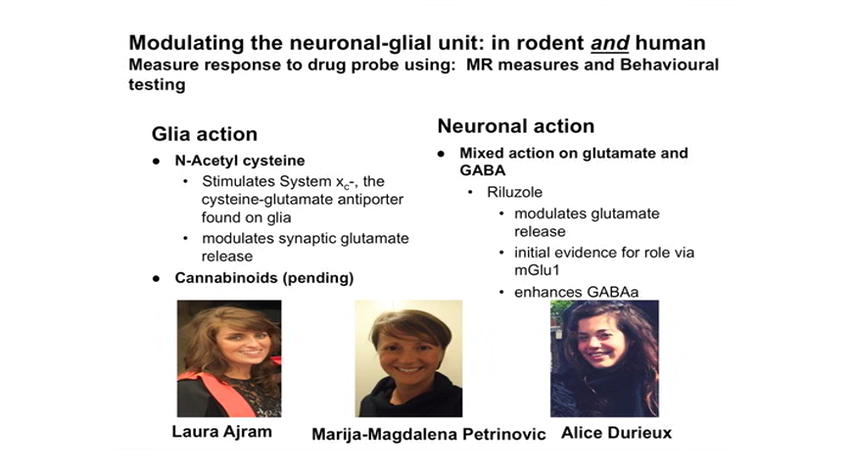 Modulating the neuronal-glial unit: in rodent and human
Measure response to drug probe using: MR measures and Behavioural
testing
Glia action
• N-Acetyl cysteine
• Stimulates System xc-, the
cysteine-glutamate antiporter
found on glia
• modulates synaptic glutamate
release
• Cannabinoids (pending)
Neuronal action
• Mixed action on glutamate and
GABA
• Riluzole
• modulates glutamate
release
• initial evidence for role via
mGlu1
• enhances GABAa
Laura Ajram
Marija-Magdalena Petrinovic
Alice Durieux